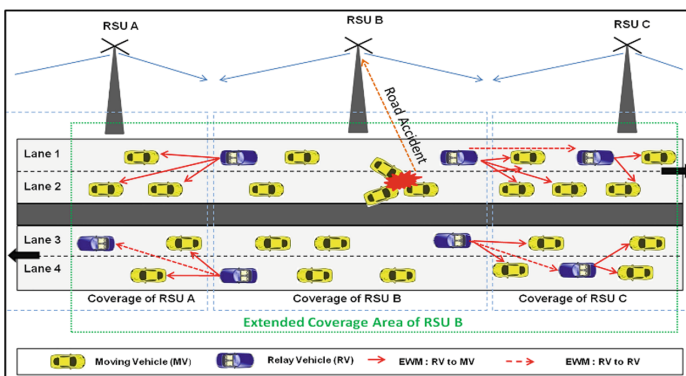 RSU A
RSU B
RSU C
Road Accident
Lane 1
Lane 2
Lane 3
Lane 4
Coverage of RSU A
Coverage of RSU B
Coverage of RSU C
Extended Coverage Area of RSU B
Moving Vehicle (MV)
Relay Vehicle (RV)
EWM : RV to MV
EWM : RV to RV